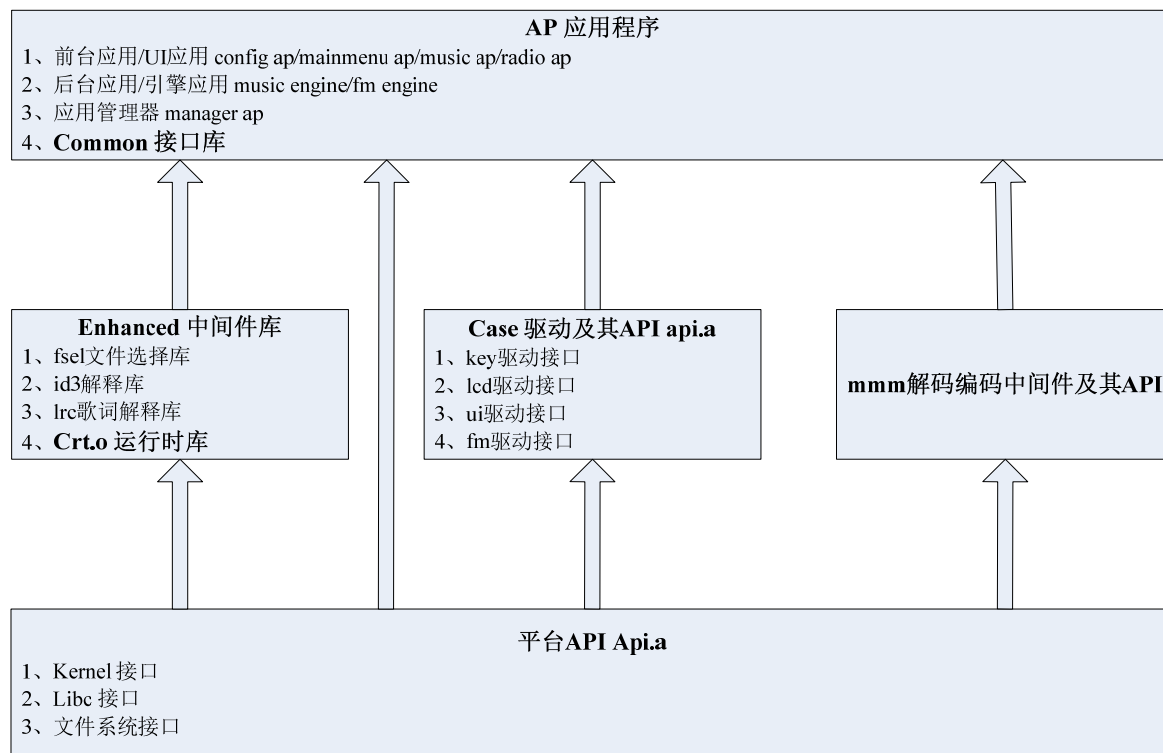 AP 应用程序
1、前台应用/UI应用 config ap/mainmenu ap/music ap/radio ap
2、后台应用/引擎应用 music engine/fm engine
3、应用管理器 manager ap
4、Common 接口库
Enhanced 中间件库
1、fsel文件选择库
2、id3解释库
3、lrc歌词解释库
4、Crt.o 运行时库
Case 驱动及其API api.a
1、key驱动接口
2、lcd驱动接口
3、ui驱动接口
4、fm驱动接口
mmm解码编码中间件及其API
平台API Api.a
1、Kernel 接口
2、Libc 接口
3、文件系统接口